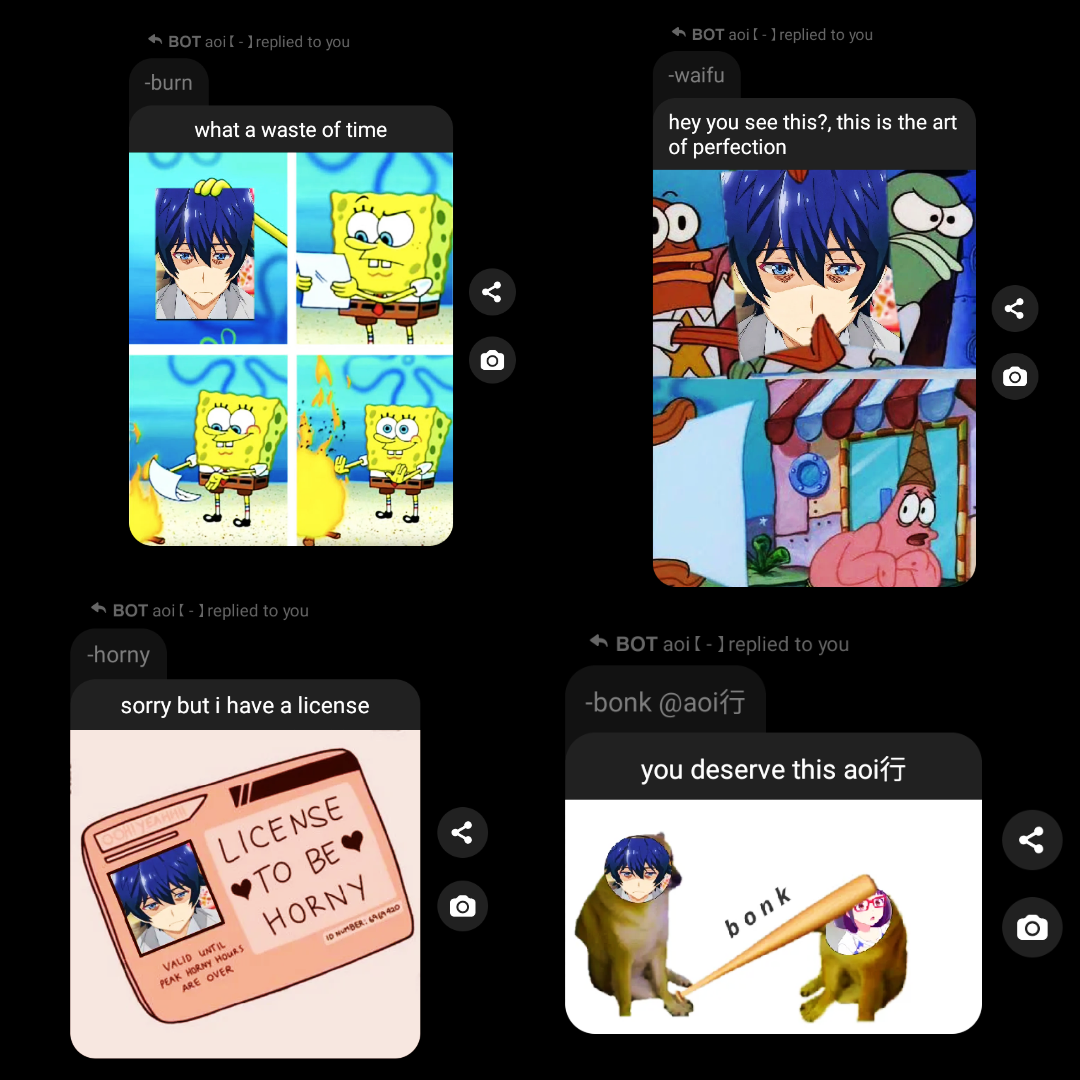 BOT aoi【 - 】replied to you
-burn
what a waste of time
BOT aoi【 - 】replied to you
-waifu
hey you see this?, this is the art
of perfection
BOT aoi【 - 】replied to you
-horny
sorry but i have a license
OOH! YEAHH!!
LICENSE
TO BE
HORNY
ID NUMBER: 6969420
VALID UNTIL
PEAK HORNY HOURS
ARE OVER
BOT aoi【 - 】replied to you
-bonk @aoi行
you deserve this aoi行
bonk